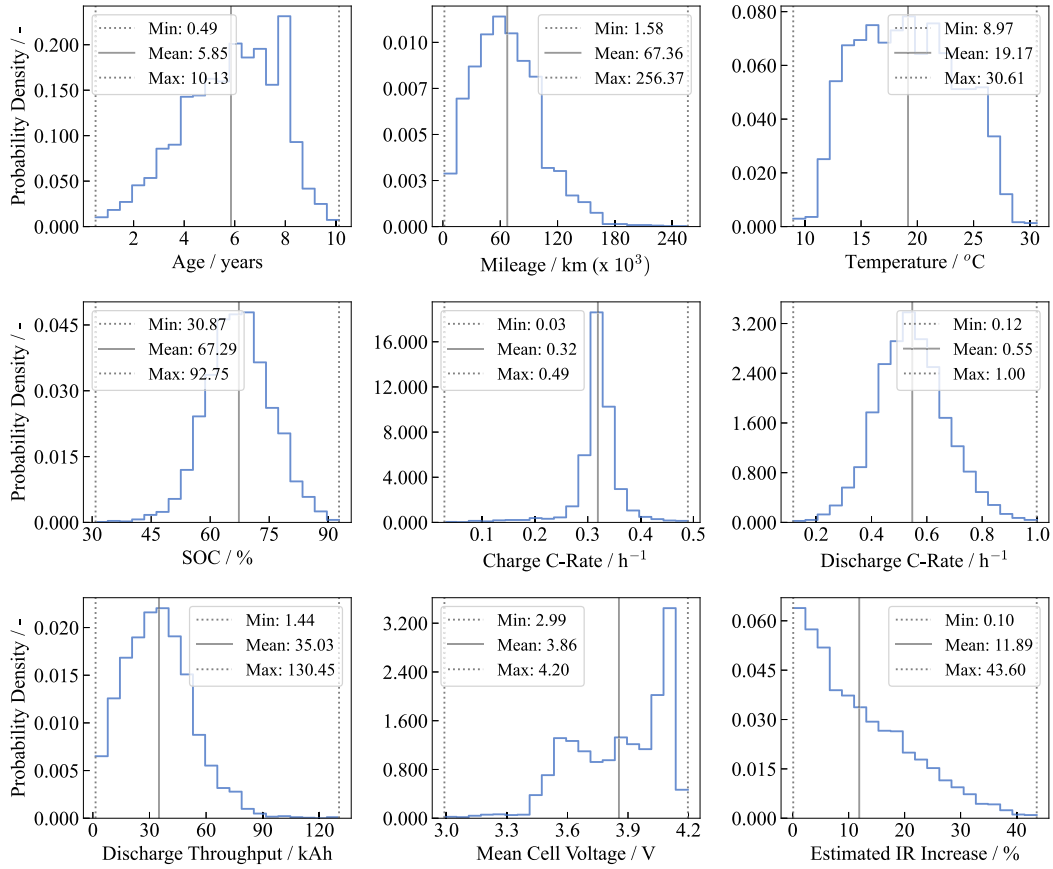 Probability Density / -
0.200
0.150
0.100
0.050
0.000
Min: 0.49
Mean: 5.85
Max: 10.13
2 4 6 8 10
Age / years
0.010
0.007
0.005
0.003
0.000
Min: 1.58
Mean: 67.36
Max: 256.37
0 60 120 180 240
Mileage / km (x 10³)
0.080
0.060
0.040
0.020
0.000
Min: 8.97
Mean: 19.17
Max: 30.61
10 15 20 25 30
Temperature / °C
Probability Density / -
0.045
0.030
0.015
0.000
Min: 30.87
Mean: 67.29
Max: 92.75
30 45 60 75 90
SOC / %
16.000
12.000
8.000
4.000
0.000
Min: 0.03
Mean: 0.32
Max: 0.49
0.1 0.2 0.3 0.4 0.5
Charge C-Rate / h⁻¹
3.200
2.400
1.600
0.800
0.000
Min: 0.12
Mean: 0.55
Max: 1.00
0.2 0.4 0.6 0.8 1.0
Discharge C-Rate / h⁻¹
Probability Density / -
0.020
0.015
0.010
0.005
0.000
Min: 1.44
Mean: 35.03
Max: 130.45
0 30 60 90 120
Discharge Throughput / kAh
3.200
2.400
1.600
0.800
0.000
Min: 2.99
Mean: 3.86
Max: 4.20
3.0 3.3 3.6 3.9 4.2
Mean Cell Voltage / V
0.060
0.045
0.030
0.015
0.000
Min: 0.10
Mean: 11.89
Max: 43.60
0 10 20 30 40
Estimated IR Increase / %